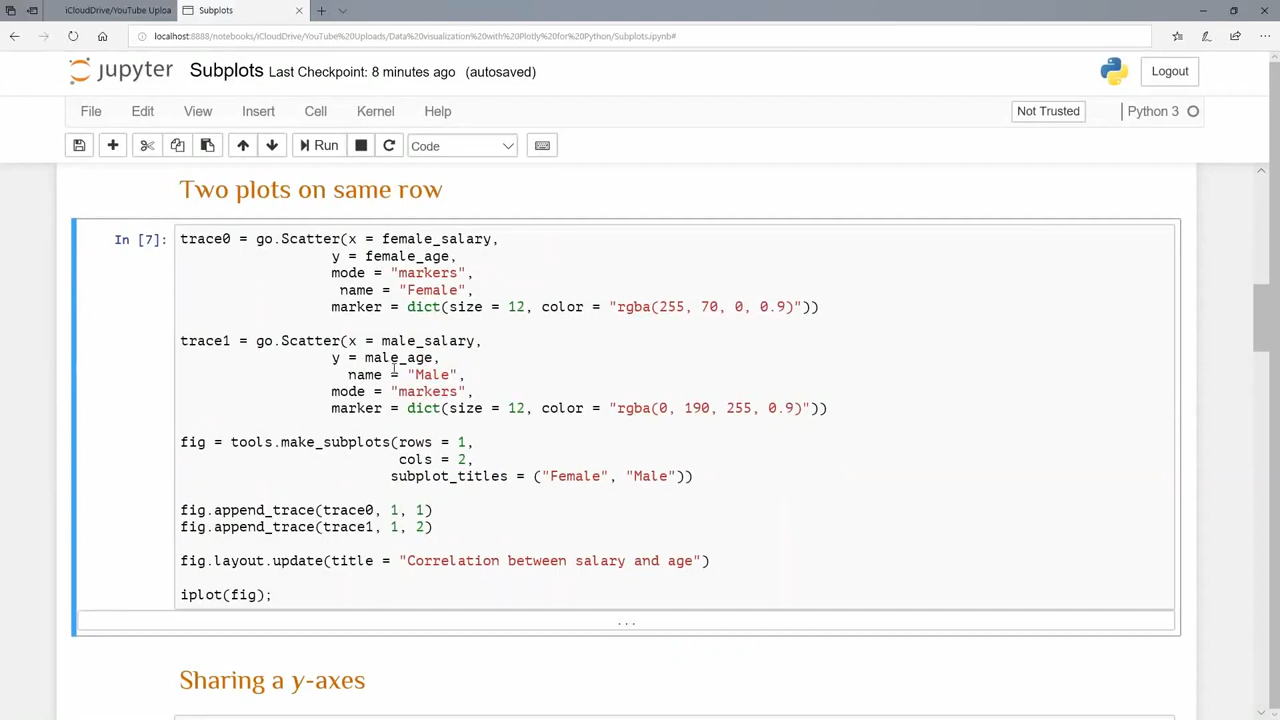 iCloudDrive/YouTube Uploa
Subplots
localhost:8888/notebooks/iCloudDrive/YouTube%20Uploads/Data%20visualization%20with%20Plotly%20for%20Python/Subplots.ipynb#
jupyter Subplots Last Checkpoint: 8 minutes ago (autosaved)
Logout
File Edit View Insert Cell Kernel Help
Not Trusted
Python 3
Run
Code
Two plots on same row
In [7]:
trace0 = go.Scatter(x = female_salary,
y = female_age,
mode = "markers",
name = "Female",
marker = dict(size = 12, color = "rgba(255, 70, 0, 0.9)"))
trace1 = go.Scatter(x = male_salary,
y = male_age,
name = "Male",
mode = "markers",
marker = dict(size = 12, color = "rgba(0, 190, 255, 0.9)"))
fig = tools.make_subplots(rows = 1,
cols = 2,
subplot_titles = ("Female", "Male"))
fig.append_trace(trace0, 1, 1)
fig.append_trace(trace1, 1, 2)
fig.layout.update(title = "Correlation between salary and age")
iplot(fig);
...
Sharing a y-axes